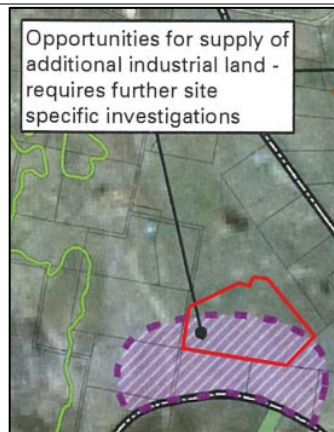 Opportunities for supply of
additional industrial land -
requires further site
specific investigations